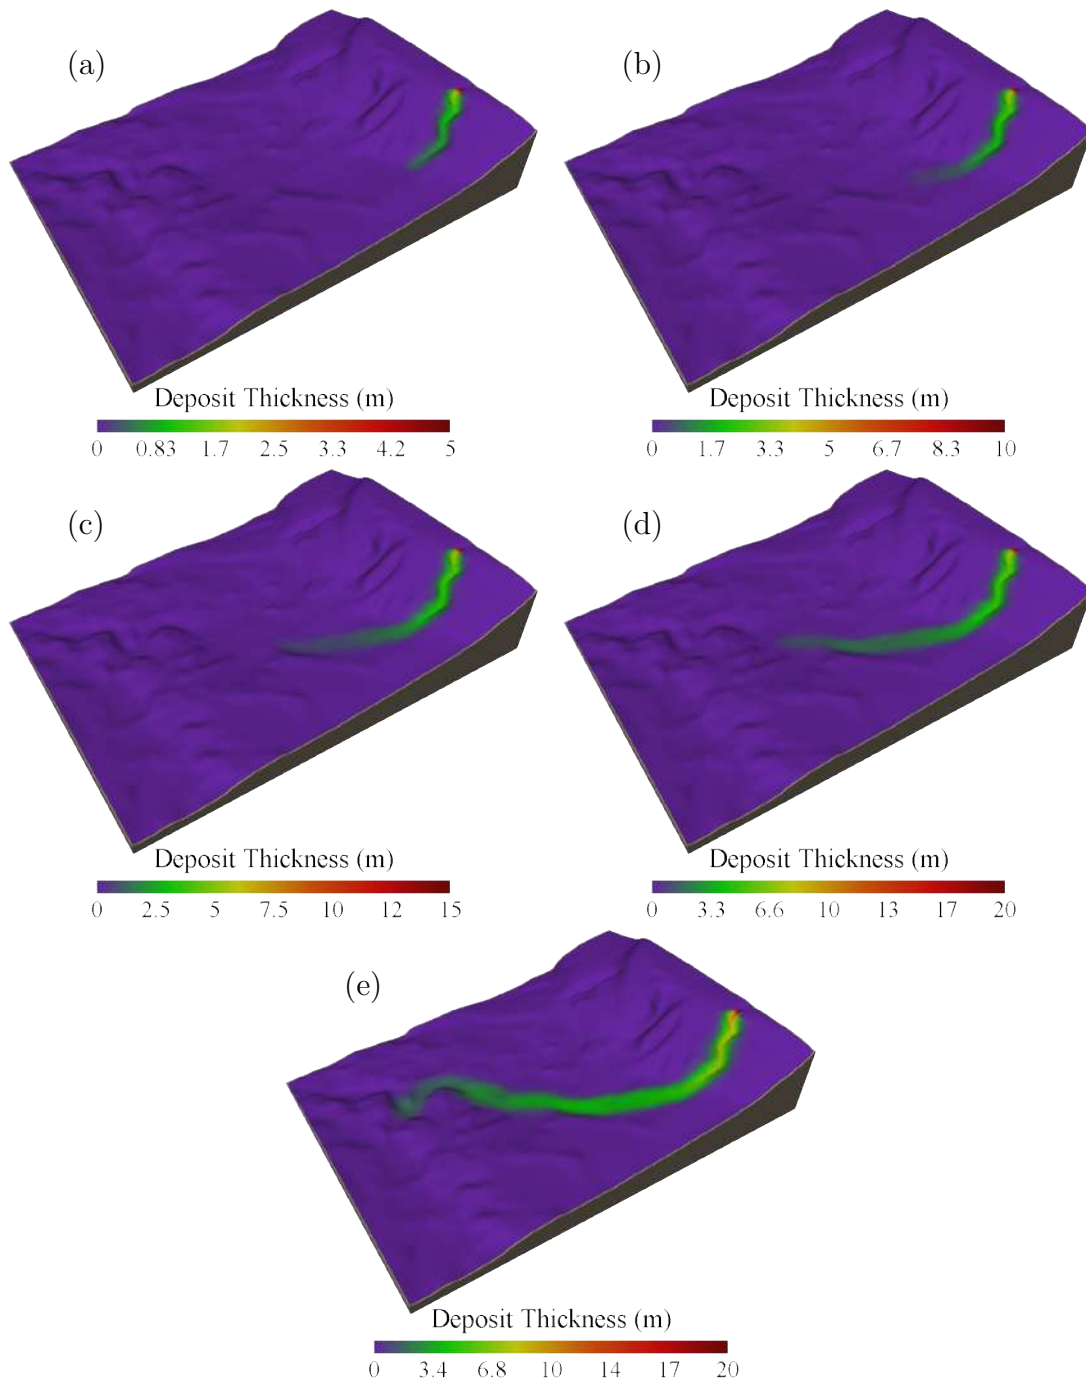 (a)
(b)
Deposit Thickness (m)
0 0.83 1.7 2.5 3.3 4.2 5
Deposit Thickness (m)
0 1.7 3.3 5 6.7 8.3 10
(c)
(d)
Deposit Thickness (m)
0 2.5 5 7.5 10 12 15
Deposit Thickness (m)
0 3.3 6.6 10 13 17 20
(e)
Deposit Thickness (m)
0 3.4 6.8 10 14 17 20